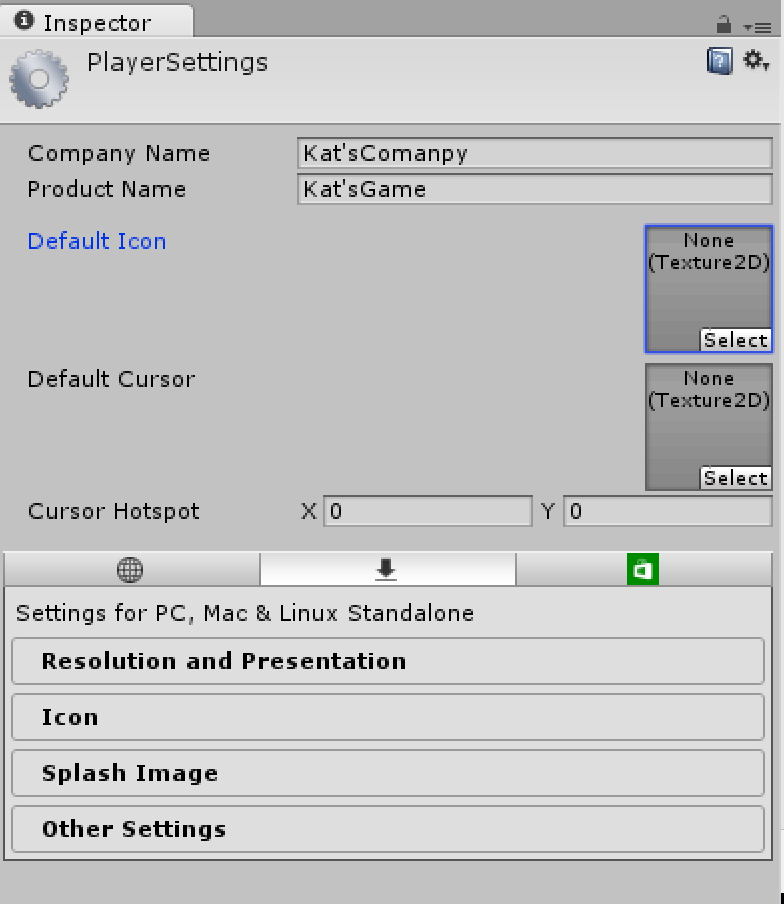 Inspector
PlayerSettings
Company Name Kat'sComanpy
Product Name Kat'sGame
Default Icon None
(Texture2D)
Select
Default Cursor None
(Texture2D)
Select
Cursor Hotspot X 0 Y 0
Settings for PC, Mac & Linux Standalone
Resolution and Presentation
Icon
Splash Image
Other Settings